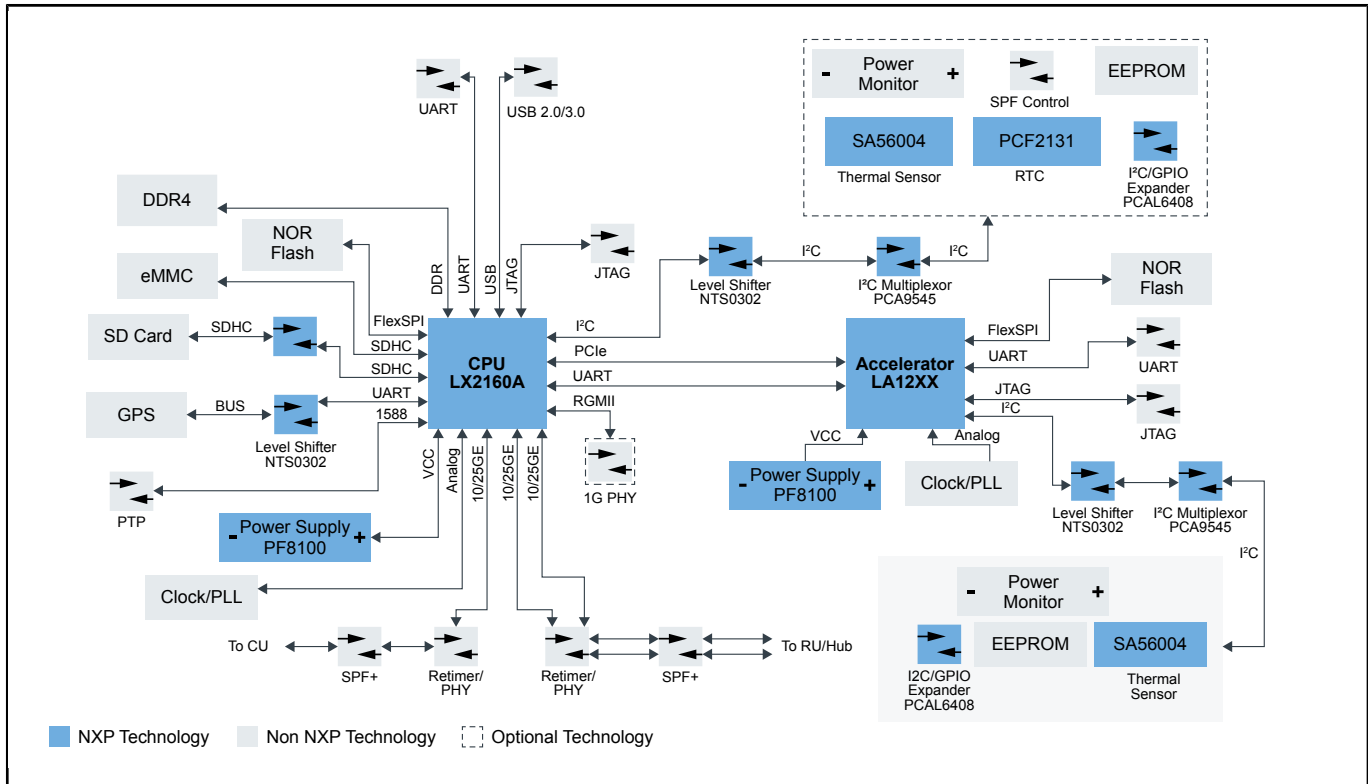 UART
USB 2.0/3.0
- Power
Monitor +
SPF Control
EEPROM
SA56004
Thermal Sensor
PCF2131
RTC
I²C/GPIO
Expander
PCAL6408
DDR4
NOR
Flash
eMMC
SD Card
SDHC
GPS
BUS
Level Shifter
NTS0302
PTP
DDR
UART
USB
JTAG
JTAG
FlexSPI
SDHC
SDHC
UART
1588
CPU
LX2160A
I²C
PCIe
UART
RGMII
1G PHY
Level Shifter
NTS0302
I²C
I²C Multiplexor
PCA9545
I²C
Accelerator
LA12XX
FlexSPI
UART
JTAG
I²C
NOR
Flash
UART
JTAG
VCC
Analog
10/25GE
10/25GE
10/25GE
- Power Supply +
PF8100
Clock/PLL
VCC
Analog
- Power Supply +
PF8100
Clock/PLL
Level Shifter
NTS0302
I²C Multiplexor
PCA9545
I²C
To CU
SPF+
Retimer/
PHY
Retimer/
PHY
SPF+
To RU/Hub
- Power
Monitor +
I2C/GPIO
Expander
PCAL6408
EEPROM
SA56004
Thermal
Sensor
NXP Technology
Non NXP Technology
Optional Technology